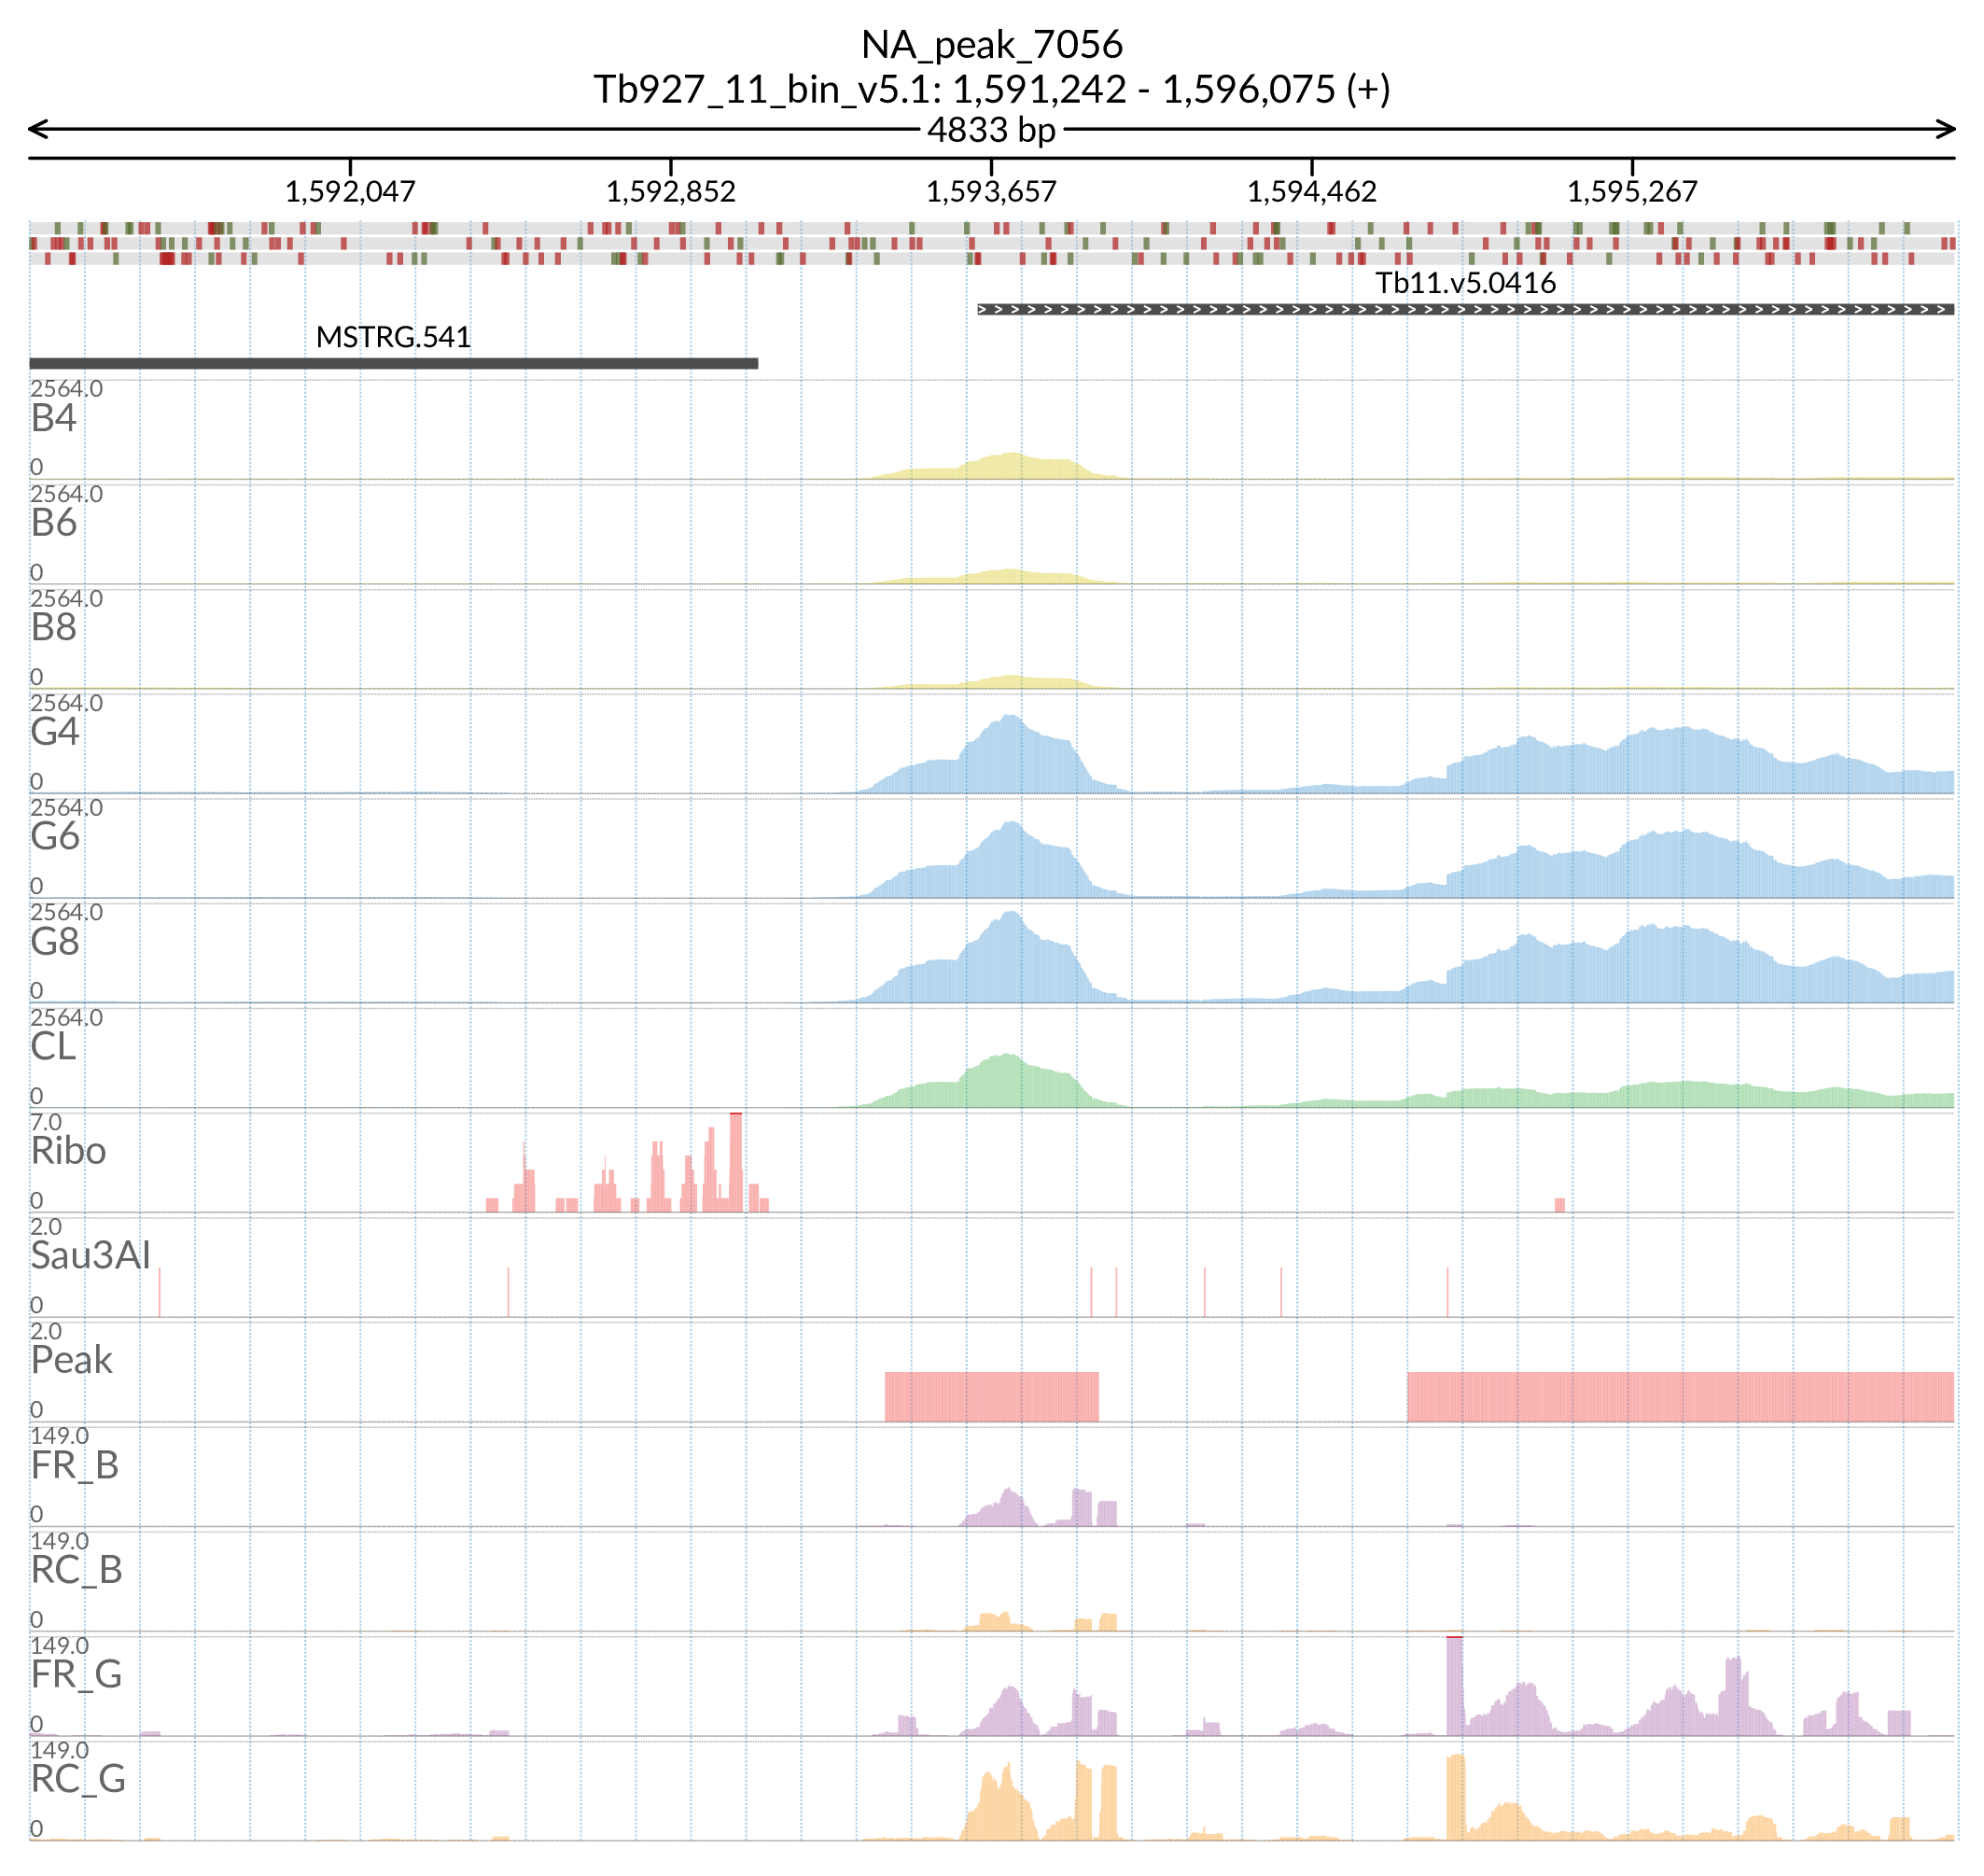 NA_peak_7056
Tb927_11_bin_v5.1: 1,591,242 - 1,596,075 (+)
4833 bp
1,592,047 1,592,852 1,593,657 1,594,462 1,595,267
Tb11.v5.0416
MSTRG.541
2564.0
B4
0
2564.0
B6
0
2564.0
B8
0
2564.0
G4
0
2564.0
G6
0
2564.0
G8
0
2564.0
CL
0
7.0
Ribo
0
2.0
Sau3AI
0
2.0
Peak
0
149.0
FR_B
0
149.0
RC_B
0
149.0
FR_G
0
149.0
RC_G
0